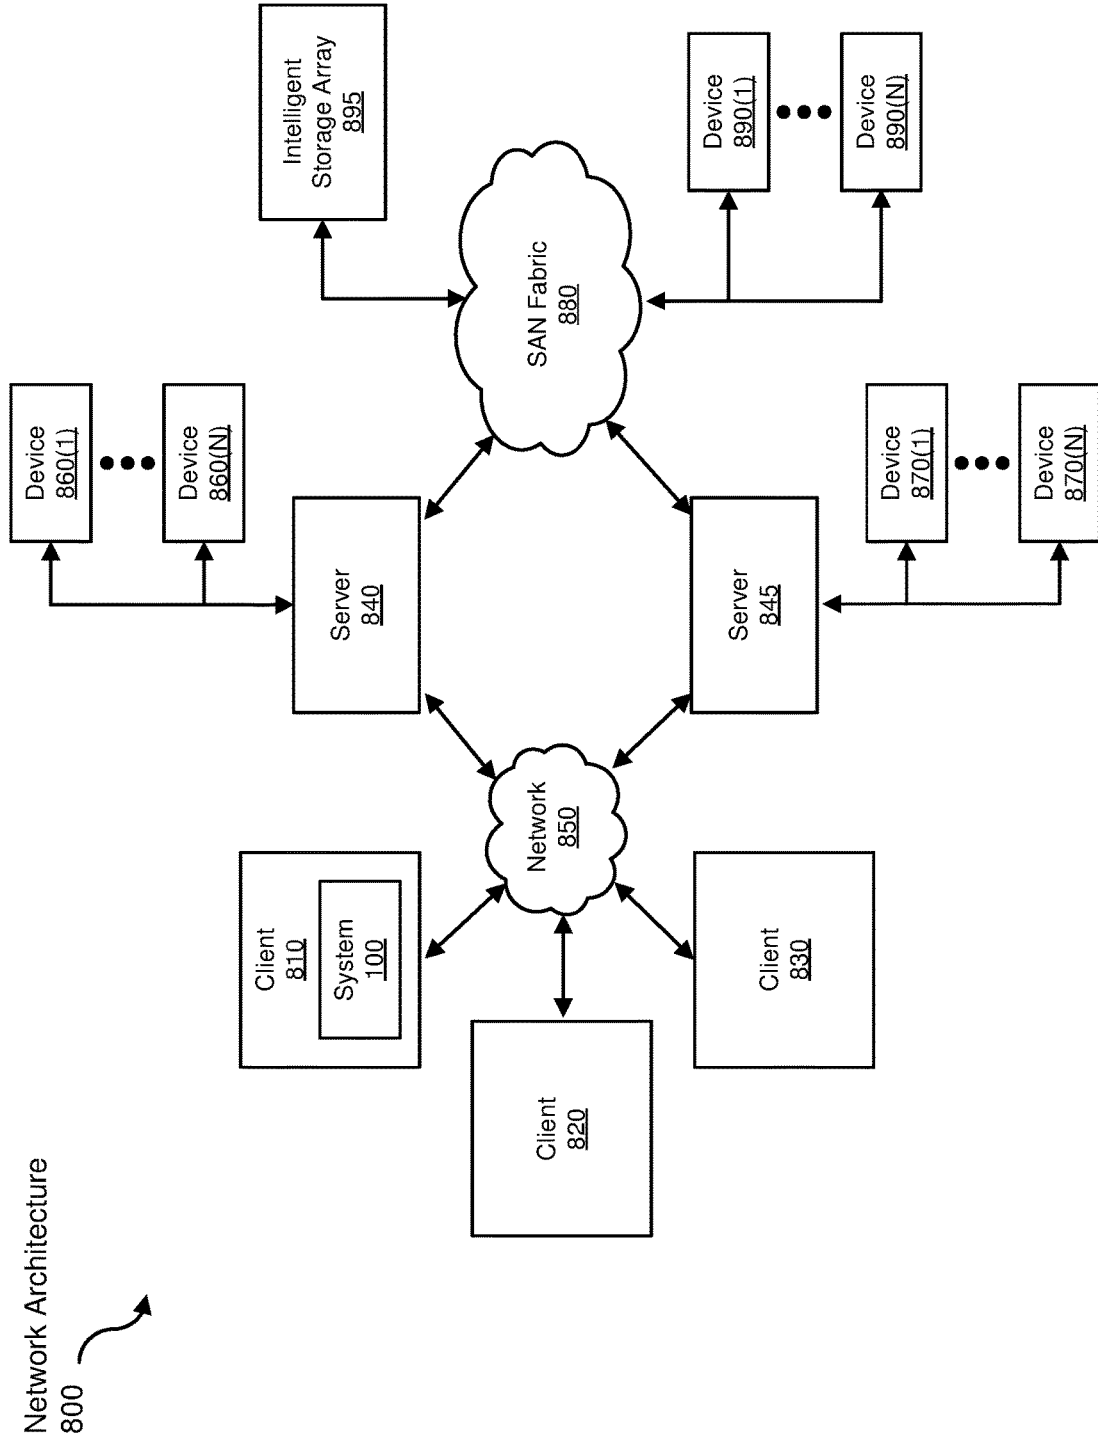 Network Architecture
800
Client
810
System
100
Client
820
Client
830
Network
850
Server
840
Server
845
Device
860(1)
Device
860(N)
Device
870(1)
Device
870(N)
SAN Fabric
880
Intelligent
Storage Array
895
Device
890(1)
Device
890(N)